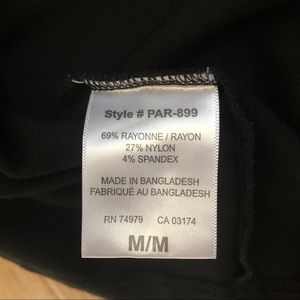 Style # PAR-899
69% RAYONNE / RAYON
27% NYLON
4% SPANDEX
MADE IN BANGLADESH
FABRIQUÉ AU BANGLADESH
RN 74979 CA 03174
M/M